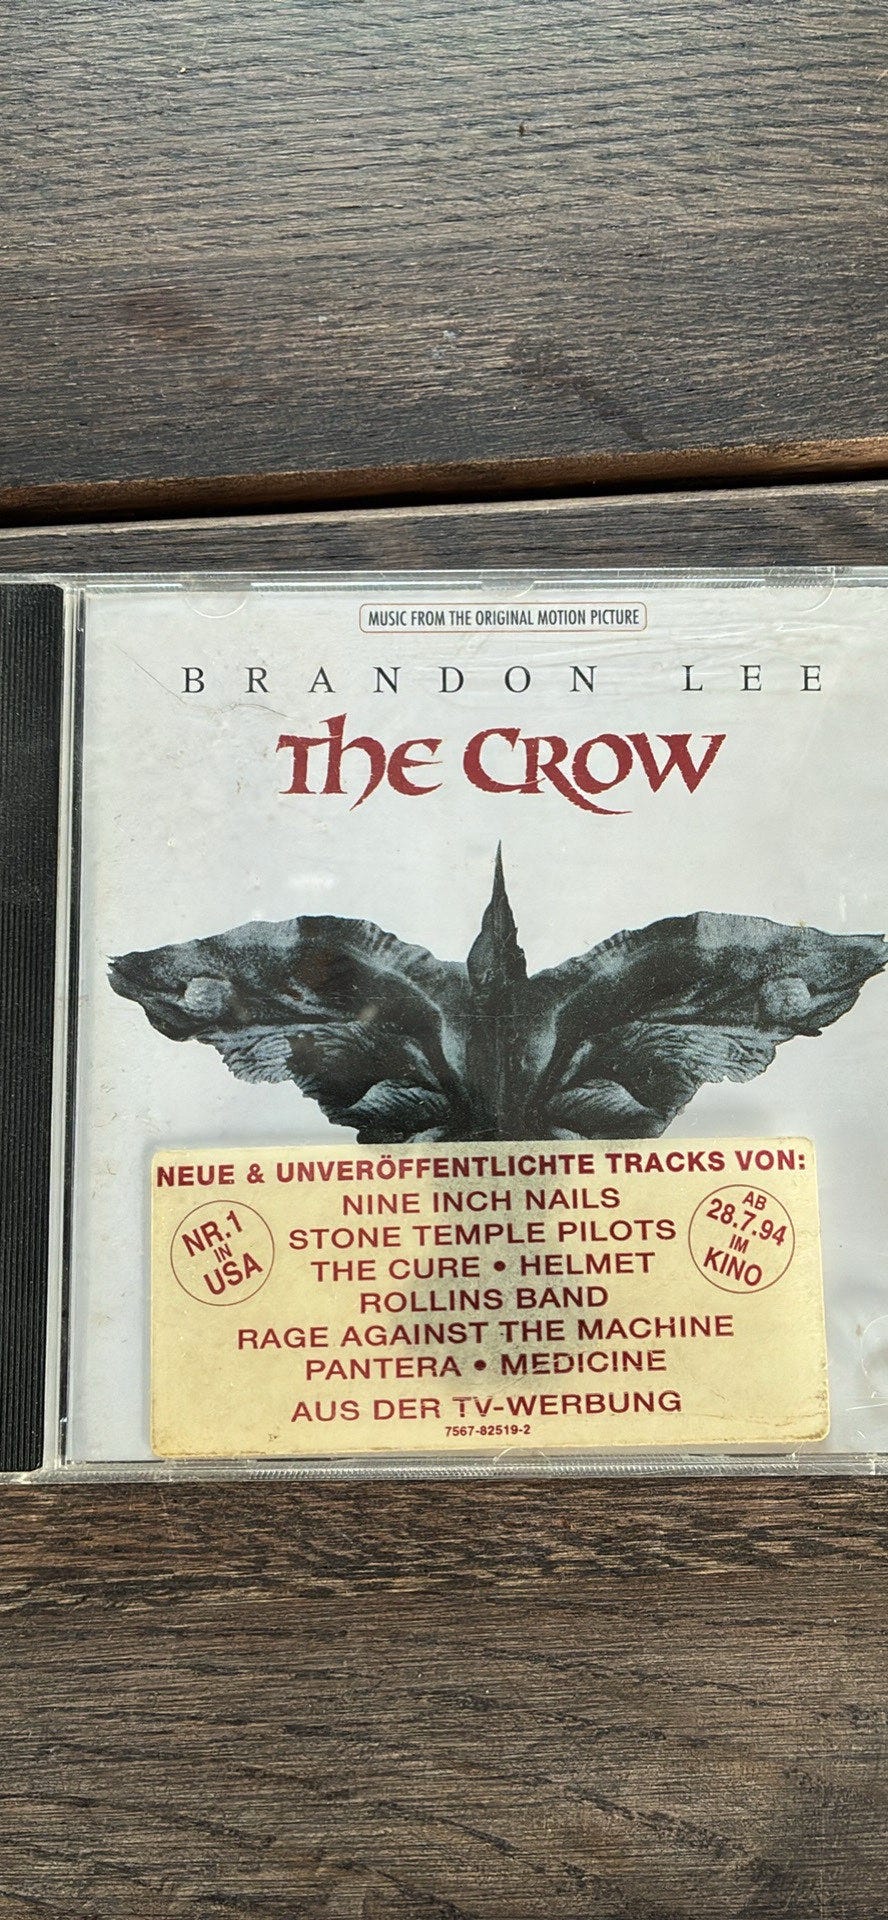 MUSIC FROM THE ORIGINAL MOTION PICTURE
BRANDON LEE
The CROW
NEUE & UNVERÖFFENTLICHTE TRACKS VON:
NINE INCH NAILS
STONE TEMPLE PILOTS
THE CURE • HELMET
ROLLINS BAND
RAGE AGAINST THE MACHINE
PANTERA • MEDICINE
AUS DER TV-WERBUNG
7567-82519-2
NR.1
IN
USA
AB
28.7.94
IM
KINO